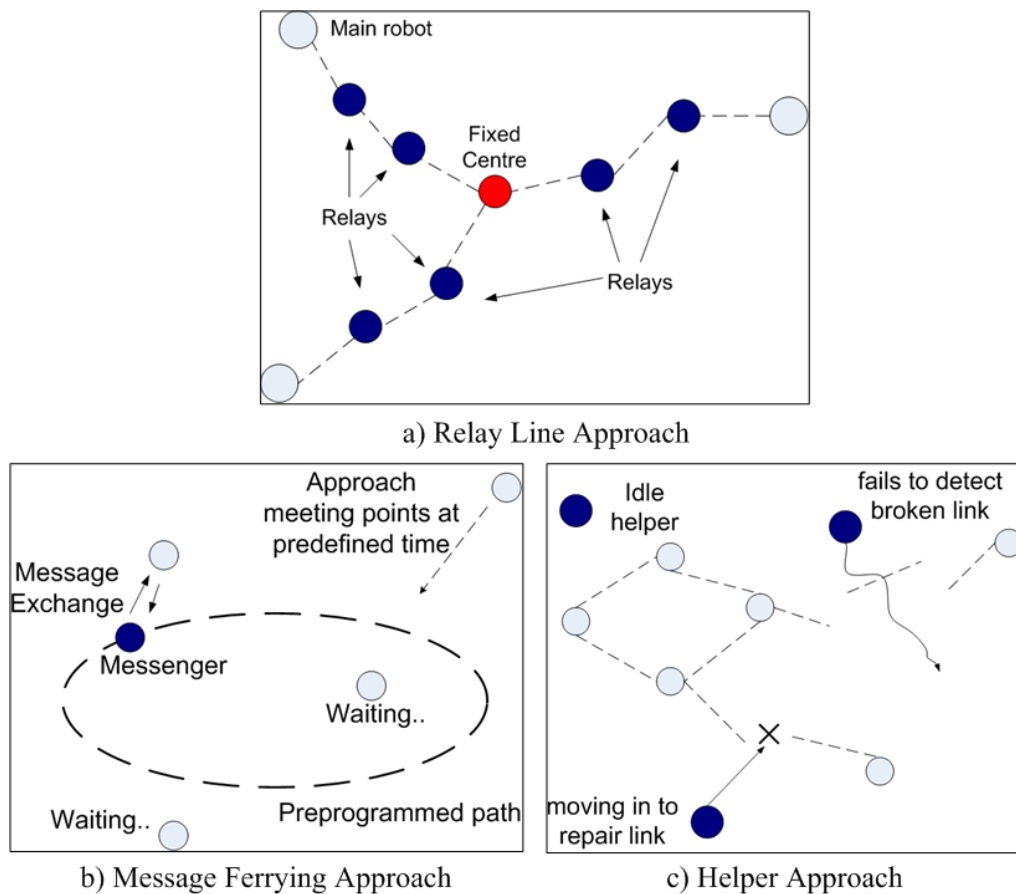 Main robot
Fixed
Centre
Relays
Relays
a) Relay Line Approach
Approach
meeting points at
predefined time
Message
Exchange
Messenger
Waiting..
Preprogrammed path
Waiting..
b) Message Ferrying Approach
Idle
helper
fails to detect
broken link
moving in to
repair link
c) Helper Approach